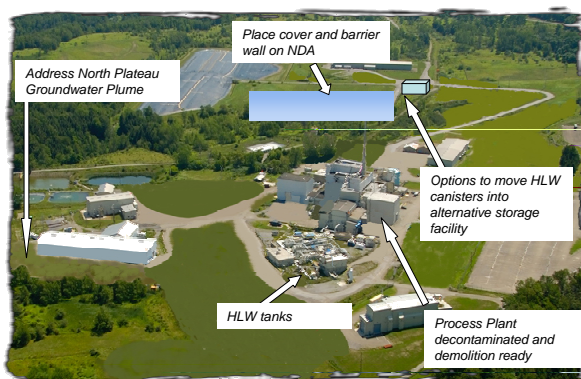 Place cover and barrier
wall on NDA
Address North Plateau
Groundwater Plume
Options to move HLW
canisters into
alternative storage
facility
HLW tanks
Process Plant
decontaminated and
demolition ready